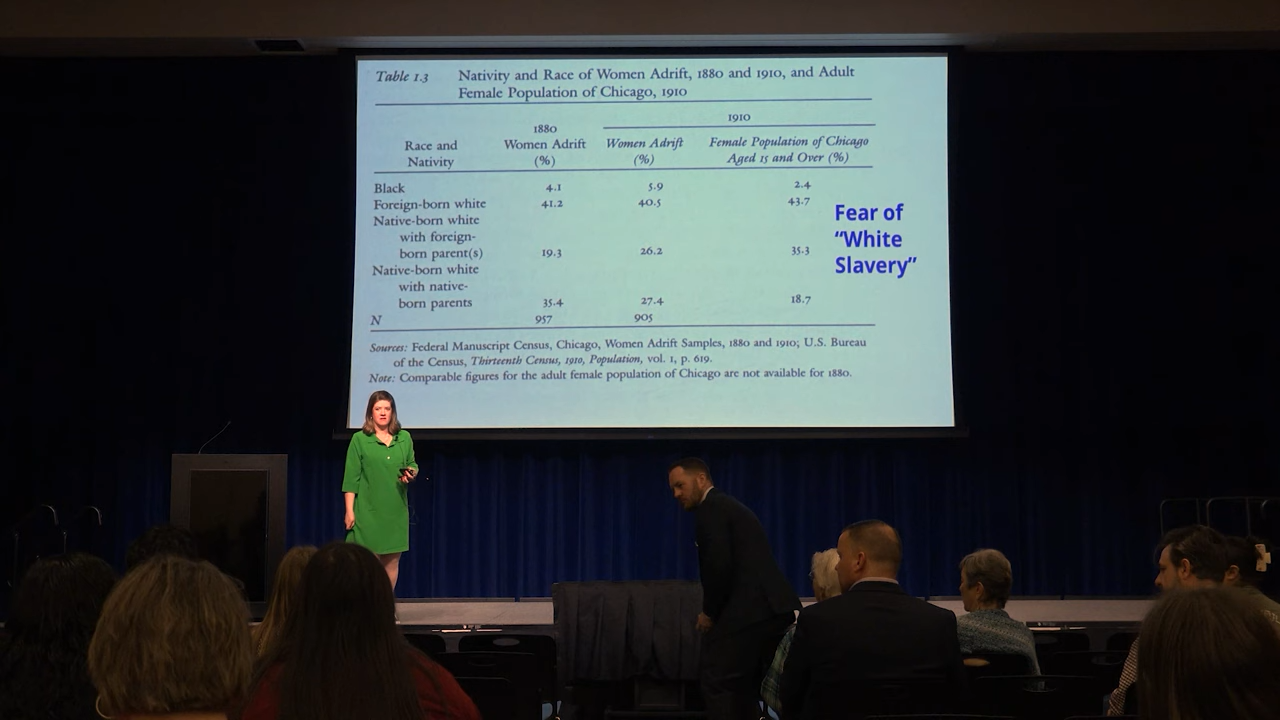 Table 1.3 Nativity and Race of Women Adrift, 1880 and 1910, and Adult
Female Population of Chicago, 1910
1910
1880
Race and Women Adrift Women Adrift Female Population of Chicago
Nativity (%) (%) Aged 15 and Over (%)
Black 4.1 5.9 2.4
Foreign-born white 41.2 40.5 43.7
Native-born white
with foreign-
born parent(s) 19.3 26.2 35.3
Native-born white
with native-
born parents 35.4 27.4 18.7
N 957 905
Sources: Federal Manuscript Census, Chicago, Women Adrift Samples, 1880 and 1910; U.S. Bureau
of the Census, Thirteenth Census, 1910, Population, vol. 1, p. 619.
Note: Comparable figures for the adult female population of Chicago are not available for 1880.
Fear of
“White
Slavery”